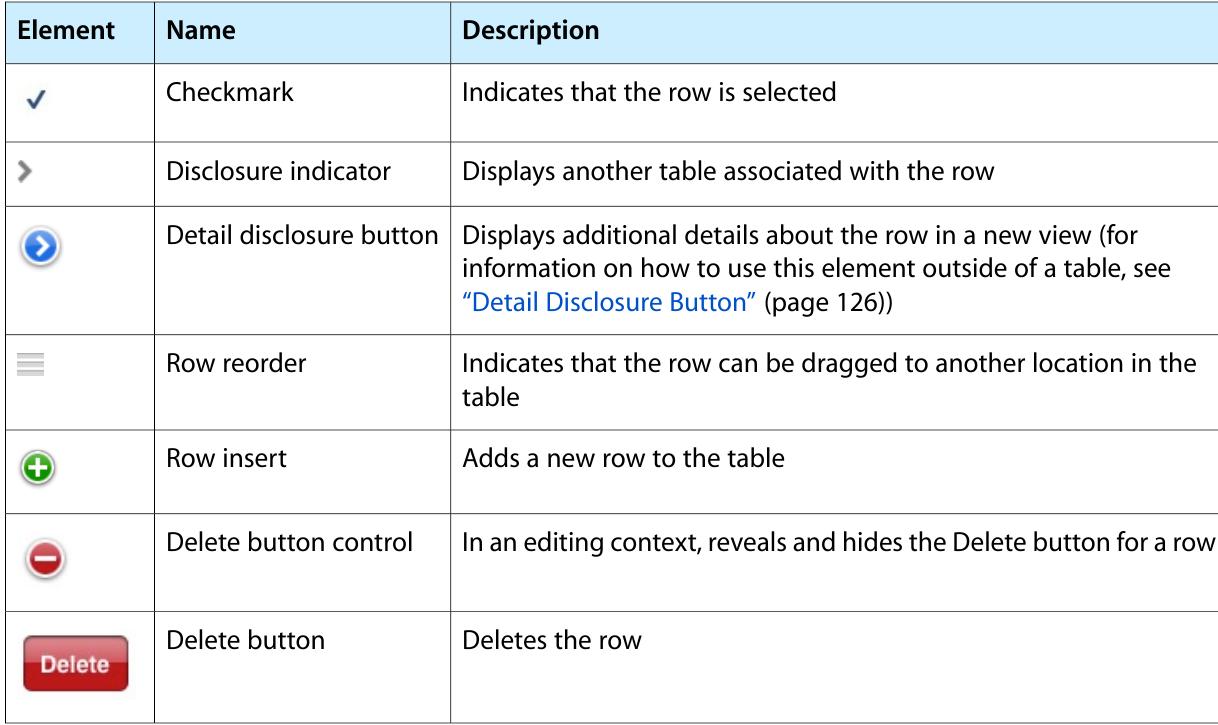 Element Name Description
Checkmark Indicates that the row is selected
Disclosure indicator Displays another table associated with the row
Detail disclosure button Displays additional details about the row in a new view (for
information on how to use this element outside of a table, see
“Detail Disclosure Button” (page 126))
Row reorder Indicates that the row can be dragged to another location in the
table
Row insert Adds a new row to the table
Delete button control In an editing context, reveals and hides the Delete button for a row
Delete Delete button Deletes the row